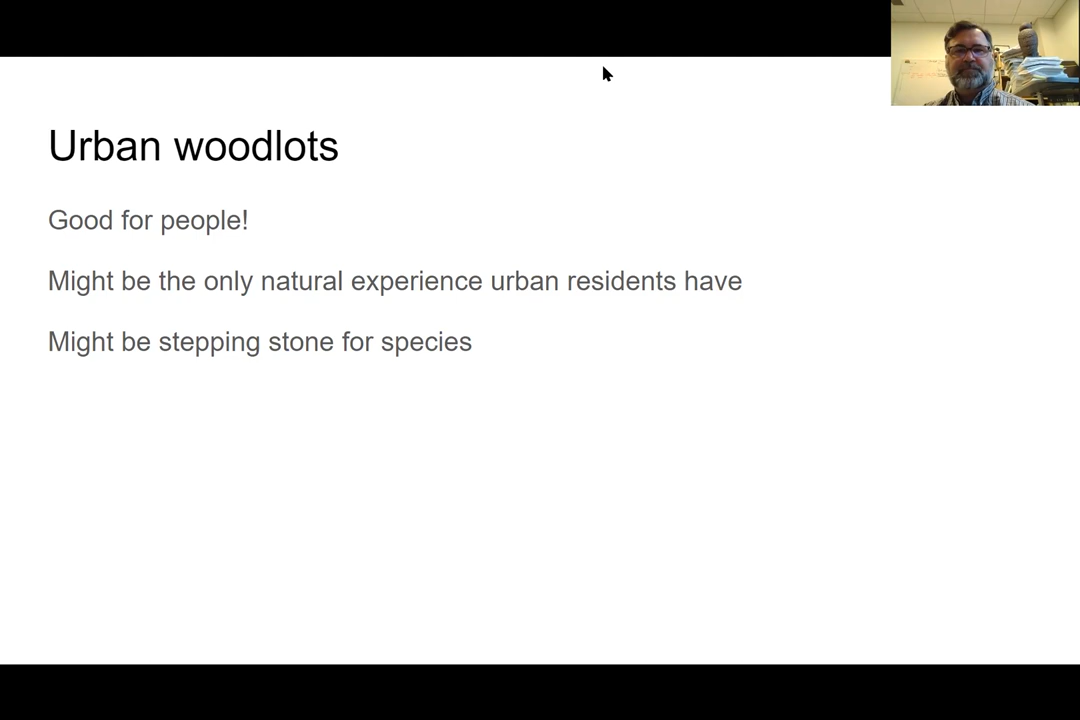 Urban woodlots
Good for people!
Might be the only natural experience urban residents have
Might be stepping stone for species